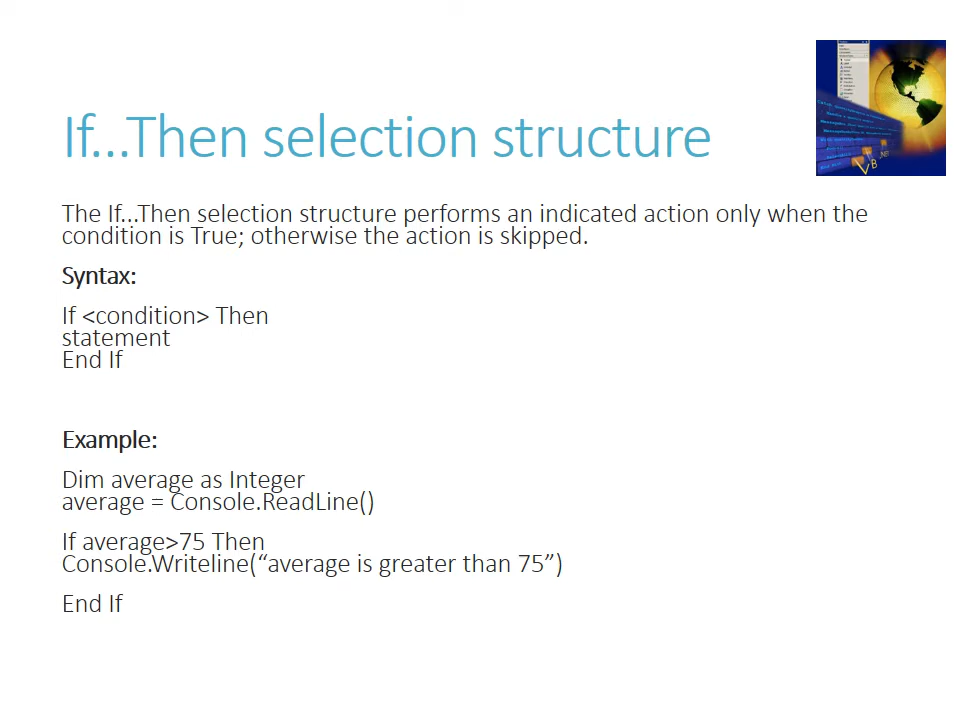 If...Then selection structure
The If...Then selection structure performs an indicated action only when the
condition is True; otherwise the action is skipped.
Syntax:
If <condition> Then
statement
End If
Example:
Dim average as Integer
average = Console.ReadLine()
If average>75 Then
Console.Writeline(“average is greater than 75”)
End If